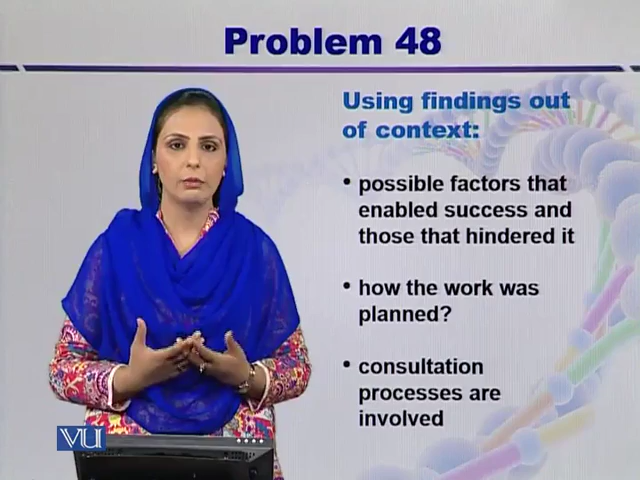 Problem 48
Using findings out
of context:
• possible factors that
enabled success and
those that hindered it
• how the work was
planned?
• consultation
processes are
involved
VU